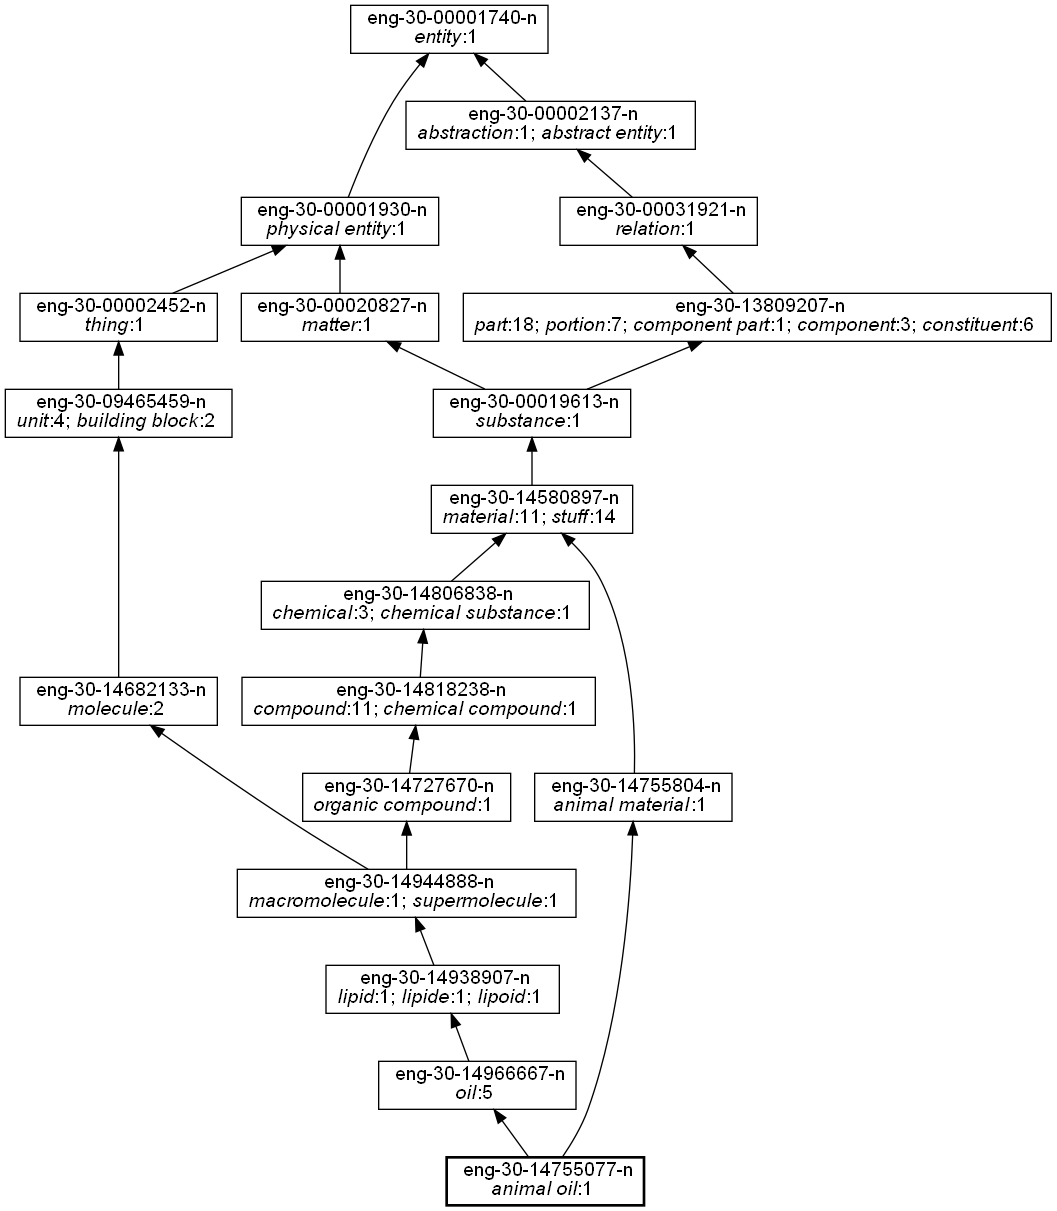 eng-30-00001740-n
entity:1
eng-30-00002137-n
abstraction:1; abstract entity:1
eng-30-00001930-n
physical entity:1
eng-30-00031921-n
relation:1
eng-30-00002452-n
thing:1
eng-30-00020827-n
matter:1
eng-30-13809207-n
part:18; portion:7; component part:1; component:3; constituent:6
eng-30-09465459-n
unit:4; building block:2
eng-30-00019613-n
substance:1
eng-30-14580897-n
material:11; stuff:14
eng-30-14806838-n
chemical:3; chemical substance:1
eng-30-14682133-n
molecule:2
eng-30-14818238-n
compound:11; chemical compound:1
eng-30-14727670-n
organic compound:1
eng-30-14755804-n
animal material:1
eng-30-14944888-n
macromolecule:1; supermolecule:1
eng-30-14938907-n
lipid:1; lipide:1; lipoid:1
eng-30-14966667-n
oil:5
eng-30-14755077-n
animal oil:1